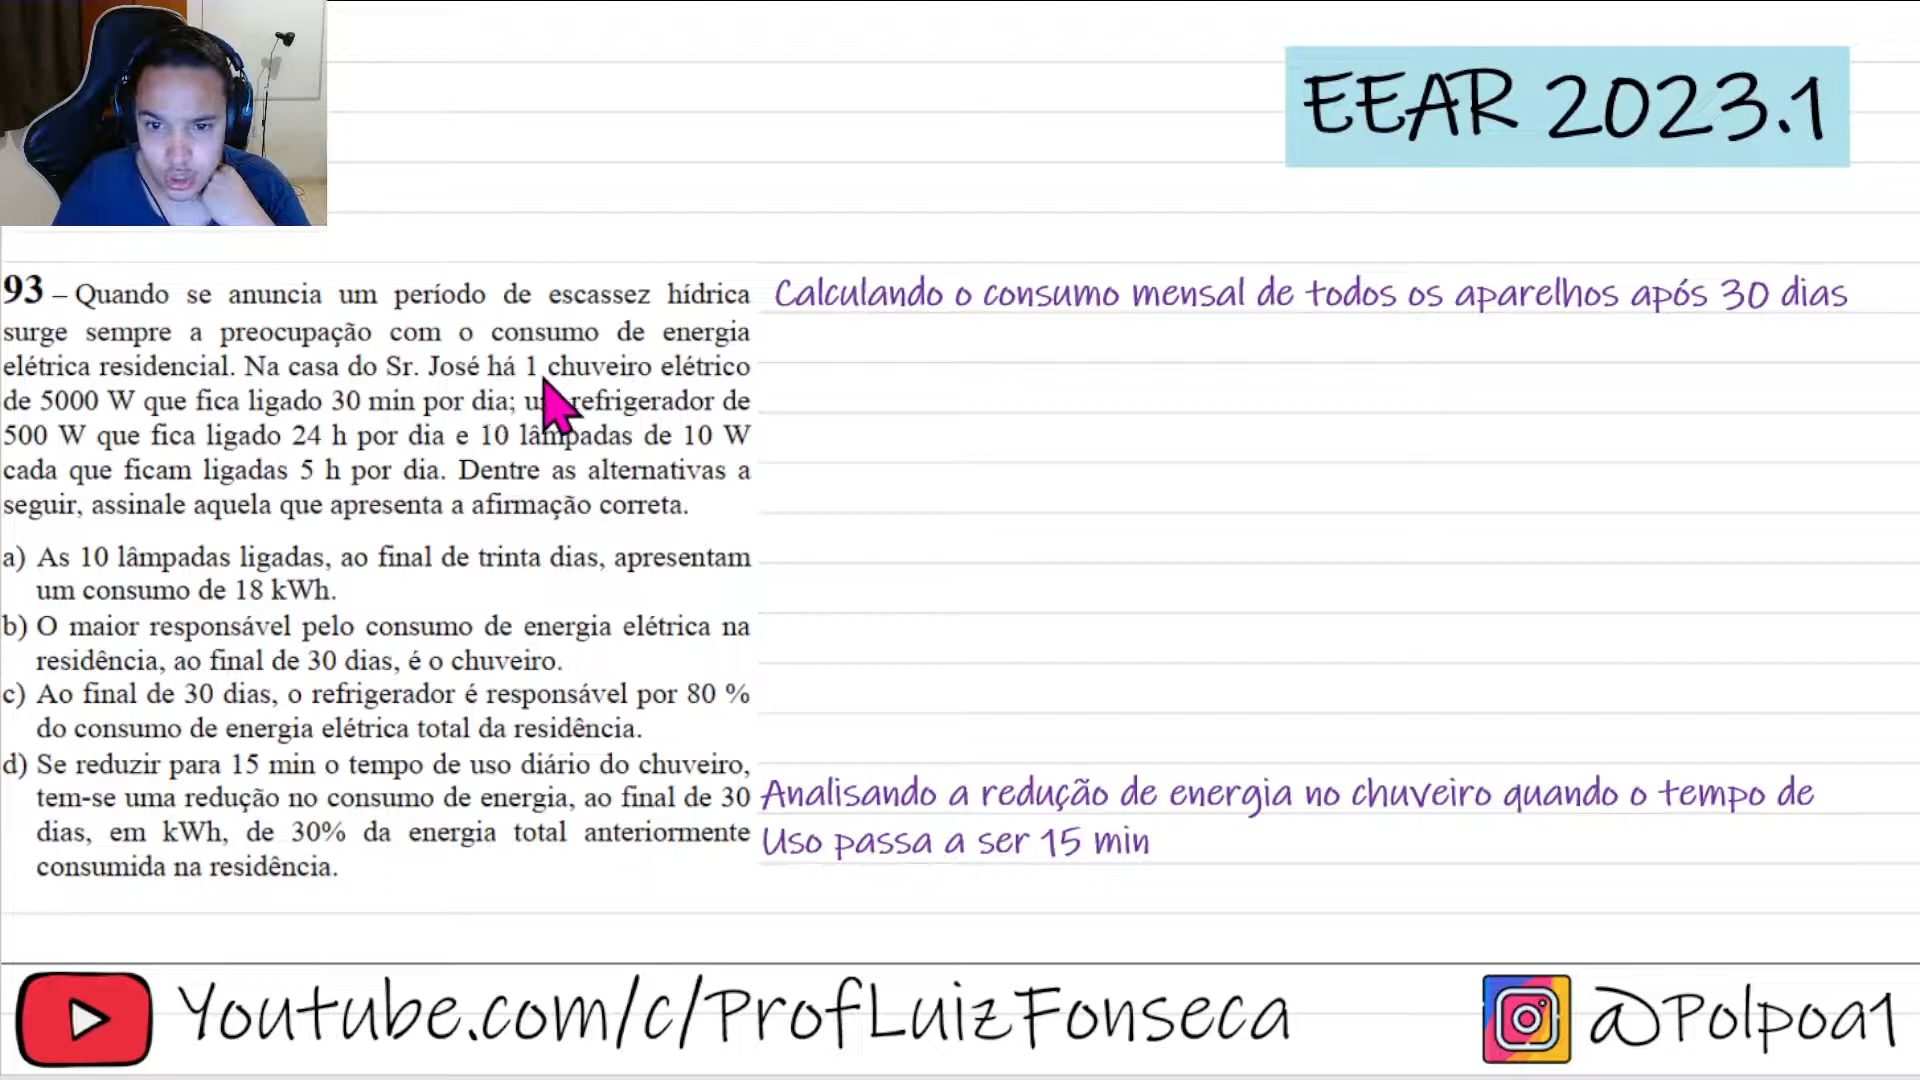 EEAR 2023.1
93 – Quando se anuncia um período de escassez hídrica
surge sempre a preocupação com o consumo de energia
elétrica residencial. Na casa do Sr. José há 1 chuveiro elétrico
de 5000 W que fica ligado 30 min por dia; refrigerador de
500 W que fica ligado 24 h por dia e 10 lâmpadas de 10 W
cada que ficam ligadas 5 h por dia. Dentre as alternativas a
seguir, assinale aquela que apresenta a afirmação correta.
a) As 10 lâmpadas ligadas, ao final de trinta dias, apresentam
um consumo de 18 kWh.
b) O maior responsável pelo consumo de energia elétrica na
residência, ao final de 30 dias, é o chuveiro.
c) Ao final de 30 dias, o refrigerador é responsável por 80 %
do consumo de energia elétrica total da residência.
d) Se reduzir para 15 min o tempo de uso diário do chuveiro,
tem-se uma redução no consumo de energia, ao final de 30
dias, em kWh, de 30% da energia total anteriormente
consumida na residência.
Calculando o consumo mensal de todos os aparelhos após 30 dias
Analisando a redução de energia no chuveiro quando o tempo de
Uso passa a ser 15 min
Youtube.com/c/ProfLuizFonseca
@Polpoa1